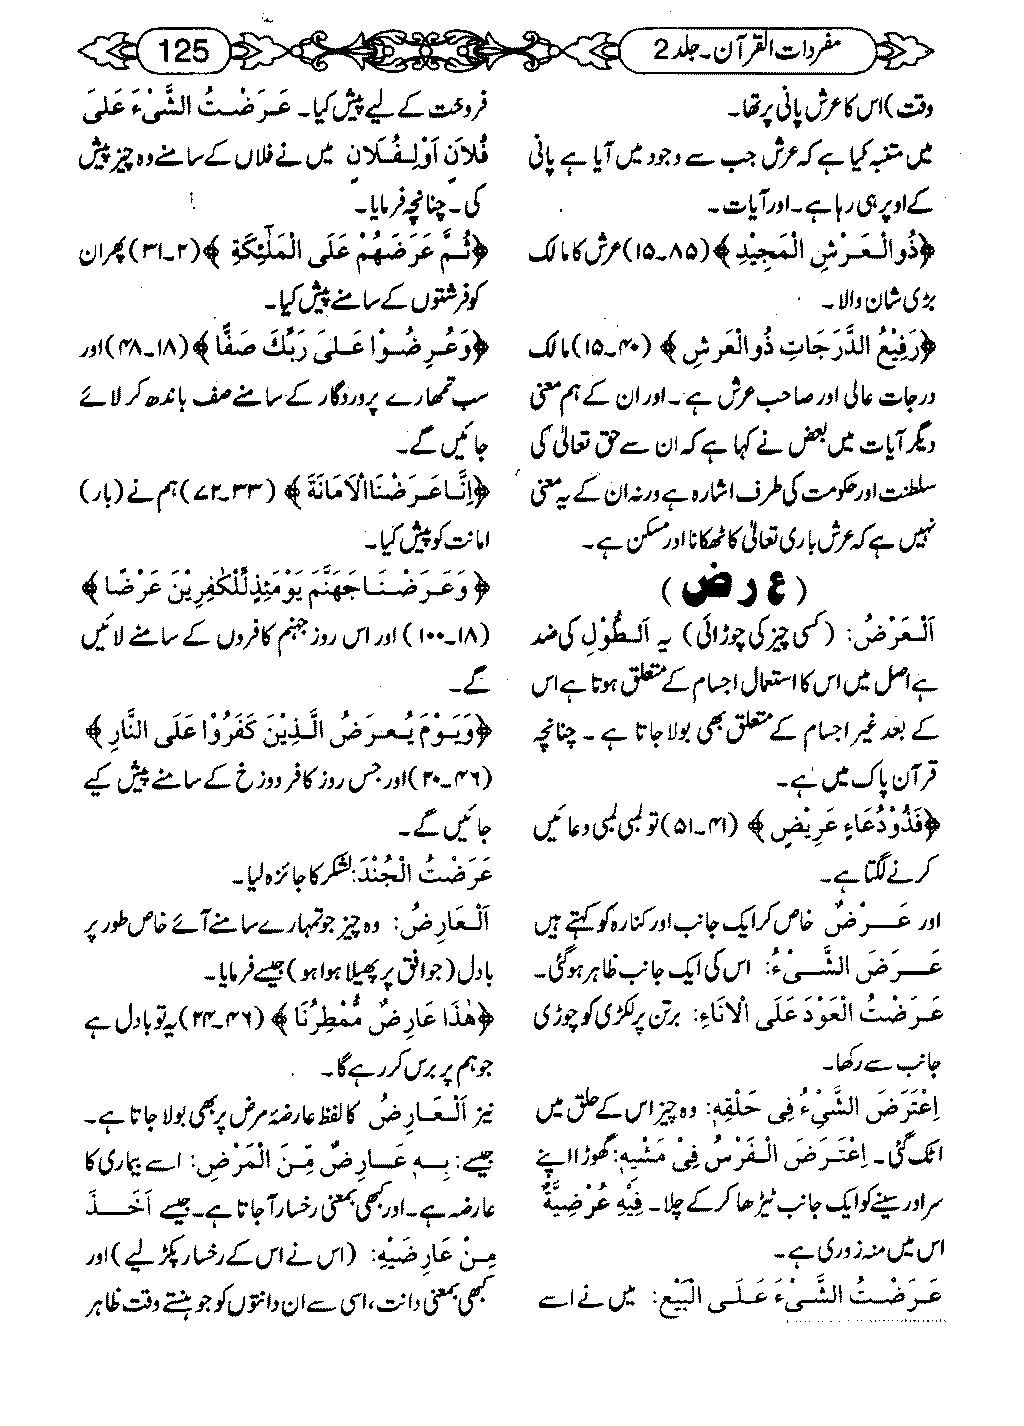 مفردات القرآن۔ جلد 2
125
وقت) اس کا عرش پانی پر تھا۔
میں متنبہ کیا ہے کہ عرش جب سے وجود میں آیا ہے پانی
کے اوپر ہی رہا ہے۔ اور آیات۔
﴿ذُوالْعَرْشِ الْمَجِیْدِ﴾ (۸۵۔۱۵) عرش کا مالک
بڑی شان والا۔
﴿رَفِیْعُ الدَّرَجَاتِ ذُوالْعَرشِ﴾ (۴۰۔۱۵) مالک
درجات عالی اور صاحب عرش ہے۔ اور ان کے ہم معنی
دیگر آیات میں بعض نے کہا ہے کہ ان سے حق تعالیٰ کی
سلطنت اور حکومت کی طرف اشارہ ہے ورنہ ان کے یہ معنی
نہیں ہے کہ عرش باری تعالیٰ کا ٹھکانا اور مسکن ہے۔
(ع ر ض)
اَلْعَرْضُ: (کسی چیز کی چوڑائی) یہ اَلطُّوْلِ کی ضد
ہے اصل میں اس کا استعمال اجسام کے متعلق ہوتا ہے اس
کے بعد غیر اجسام کے متعلق بھی بولا جاتا ہے۔ چنانچہ
قرآن پاک میں ہے۔
﴿فَذُوْدُعَاءٍ عَرِیْضٍ﴾ (۴۱۔۵۱) تو لمبی لمبی دعائیں
کرنے لگتا ہے۔
اور عَرْضٌ خاص کر ایک جانب اور کنارہ کو کہتے ہیں
عَرَضَ الشَّیْءُ: اس کی ایک جانب ظاہر ہو گئی۔
عَرَضْتُ الْعَوْدَ عَلَی الْاِنَاءِ: برتن پر لکڑی کو چوڑی
جانب سے رکھا۔
اِعْتَرَضَ الشَّیْءُ فِی حَلْقِهٖ: وہ چیز اس کے حلق میں
اٹک گئی۔ اِعْتَرَضَ الْفَرَسُ فِیْ مَشْیِهٖ: گھوڑا اپنے
سر اور سینے کو ایک جانب ٹیڑھا کر کے چلا۔ فِیْهِ عُرْضِیَّةٌ
اس میں منہ زوری ہے۔
عَرَضْتُ الشَّیْءَ عَلَی الْبَیْعِ: میں نے اسے
فروخت کے لیے پیش کیا۔ عَرَضْتُ الشَّیْءَ عَلیَ
فُلَانٍ اَوْلِفُلَانٍ میں نے فلاں کے سامنے وہ چیز پیش
کی۔ چنانچہ فرمایا۔
﴿ثُمَّ عَرَضَهُمْ عَلَی الْمَلٰٓئِکَةِ﴾ (۲۔۳۱) پھر ان
کو فرشتوں کے سامنے پیش کیا۔
﴿وَعُرِضُوْا عَلیٰ رَبِّكَ صَفًّا﴾ (۱۸۔۴۸) اور
سب تمھارے پروردگار کے سامنے صف باندھ کر لائے
جائیں گے۔
﴿اِنَّا عَرَضْنَا الْاَمَانَةَ﴾ (۳۳۔۷۲) ہم نے (بار)
امانت کو پیش کیا۔
﴿وَعَرَضْنَا جَهَنَّمَ یَوْمَئِذٍ لِّلْکٰفِرِیْنَ عَرْضًا﴾
(۱۸۔۱۰۰) اور اس روز جہنم کافروں کے سامنے لائیں
گے۔
﴿وَیَوْمَ یُعرَضُ الَّذِیْنَ کَفَرُوْا عَلَی النَّارِ﴾
(۴۶۔۲۰) اور جس روز کافر دوزخ کے سامنے پیش کیے
جائیں گے۔
عَرَضْتُ الْجُنْدَ: لشکر کا جائزہ لیا۔
اَلْعَارِضُ: وہ چیز جو تمہارے سامنے آئے خاص طور پر
بادل (جو افق پر پھیلا ہوا ہو) جیسے فرمایا۔
﴿هٰذَا عَارِضٌ مُّمْطِرُنَا﴾ (۴۶۔۲۴) یہ تو بادل ہے
جو ہم پر برس کر رہے گا۔
نیز اَلْعَارِضُ کا لفظ عارضۂ مرض پر بھی بولا جاتا ہے۔
جیسے: بِهٖ عَارِضٌ مِّنَ الْمَرْضِ: اسے بیماری کا
عارضہ ہے۔ اور کبھی بمعنی رخسار آجاتا ہے۔ جیسے اَخَذَ
مِنْ عَارِضَیْهِ: (اس نے اس کے رخسار پکڑ لیے) اور
کبھی بمعنی دانت، اسی سے ان دانتوں کو جو ہنستے وقت ظاہر